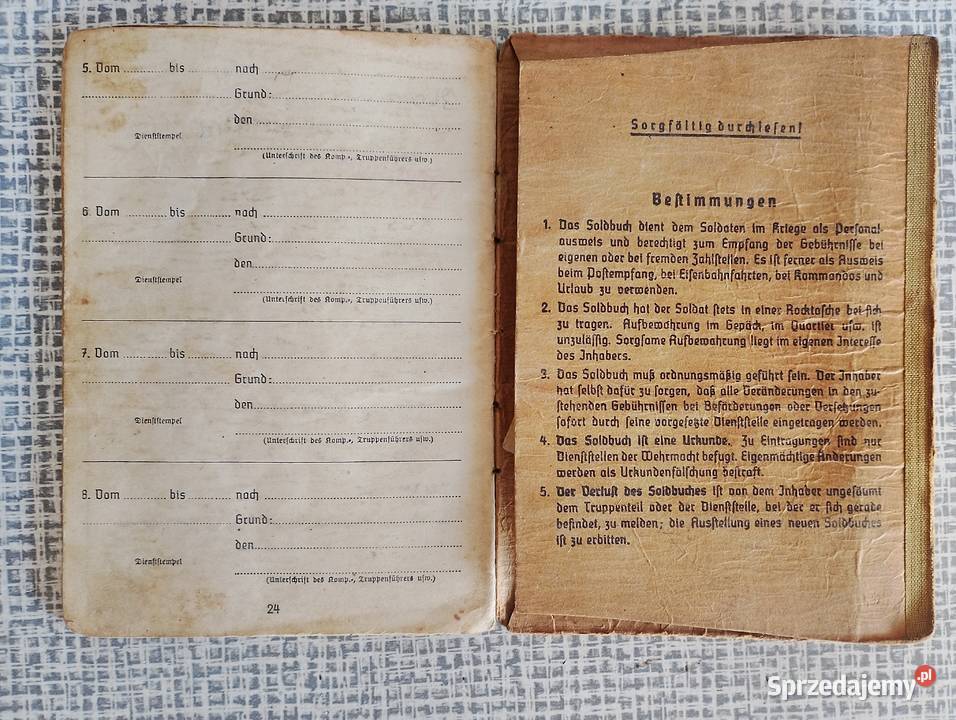 5. Vom ............ bis ............ nach ............
............ Grund: ............
den ............
Dienststempel
(Unterschrift des Komp.-, Truppenführers usw.)
6. Vom ............ bis ............ nach ............
............ Grund: ............
den ............
Dienststempel
(Unterschrift des Komp.-, Truppenführers usw.)
7. Vom ............ bis ............ nach ............
............ Grund: ............
den ............
Dienststempel
(Unterschrift des Komp.-, Truppenführers usw.)
8. Vom ............ bis ............ nach ............
............ Grund: ............
den ............
Dienststempel
(Unterschrift des Komp.-, Truppenführers usw.)
24
Sorgfältig durchlesen!
Bestimmungen
1. Das Soldbuch dient dem Soldaten im Kriege als Personal-
ausweis und berechtigt zum Empfang der Gebührnisse bei
eigenen oder bei fremden Zahlstellen. Es ist ferner als Ausweis
beim Postempfang, bei Eisenbahnfahrten, bei Kommandos und
Urlaub zu verwenden.
2. Das Soldbuch hat der Soldat stets in einer Rocktasche bei sich
zu tragen. Aufbewahrung im Gepäck, im Quartier usw. ist
unzulässig. Sorgsame Aufbewahrung liegt im eigenen Interesse
des Inhabers.
3. Das Soldbuch muß ordnungsmäßig geführt sein. Der Inhaber
hat selbst dafür zu sorgen, daß alle Veränderungen in den zu-
stehenden Gebührnissen bei Beförderungen oder Versetzungen
sofort durch seine vorgesetzte Dienststelle eingetragen werden.
4. Das Soldbuch ist eine Urkunde. Zu Eintragungen sind nur
Dienststellen der Wehrmacht befugt. Eigenmächtige Änderungen
werden als Urkundenfälschung bestraft.
5. Der Verlust des Soldbuches ist von dem Inhaber ungesäumt
dem Truppenteil oder der Dienststelle, bei der er sich gerade
befindet, zu melden; die Ausstellung eines neuen Soldbuches
ist zu erbitten.
Sprzedajemy.pl